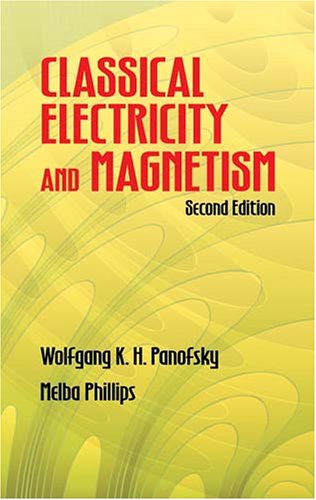 CLASSICAL
ELECTRICITY
AND MAGNETISM
Second Edition
Wolfgang K. H. Panofsky
Melba Phillips